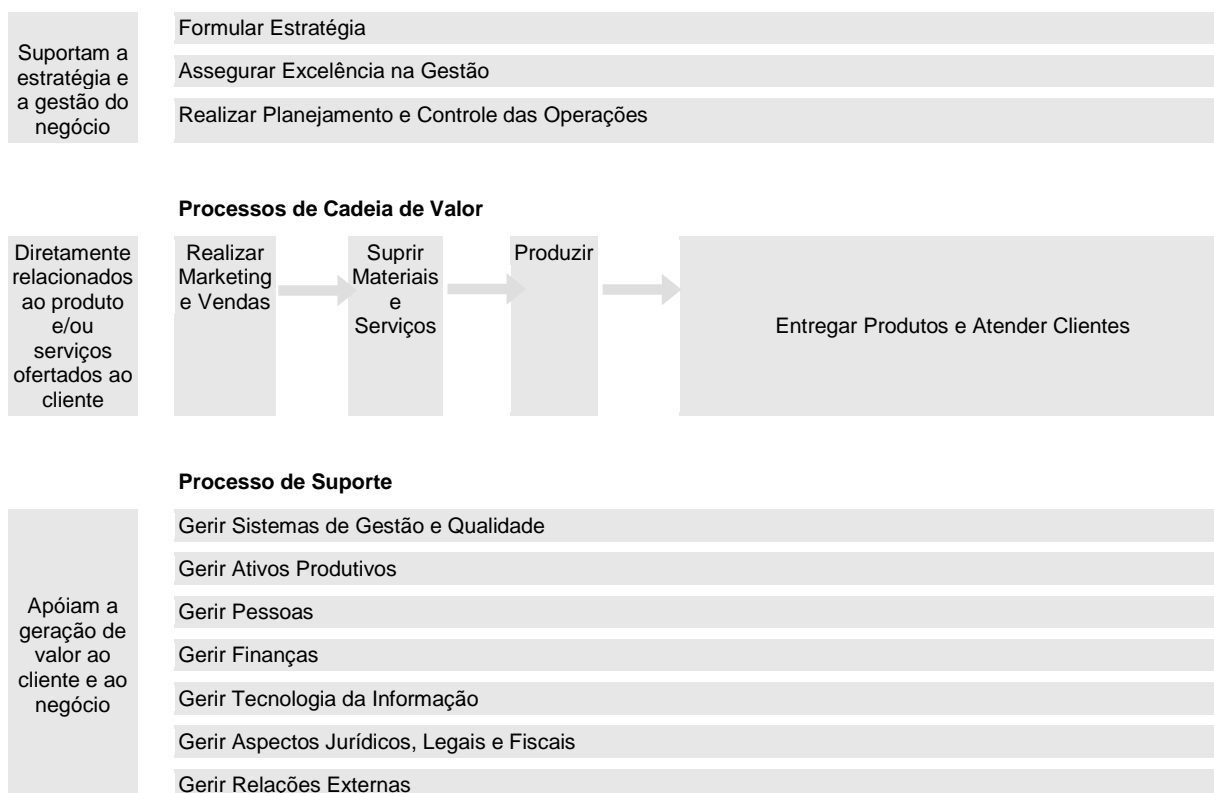 Suportam a
estratégia e
a gestão do
negócio
Formular Estratégia
Assegurar Excelência na Gestão
Realizar Planejamento e Controle das Operações
Processos de Cadeia de Valor
Diretamente
relacionados
ao produto
e/ou
serviços
ofertados ao
cliente
Realizar
Marketing
e Vendas
Suprir
Materiais
e
Serviços
Produzir
Entregar Produtos e Atender Clientes
Processo de Suporte
Apóiam a
geração de
valor ao
cliente e ao
negócio
Gerir Sistemas de Gestão e Qualidade
Gerir Ativos Produtivos
Gerir Pessoas
Gerir Finanças
Gerir Tecnologia da Informação
Gerir Aspectos Jurídicos, Legais e Fiscais
Gerir Relações Externas